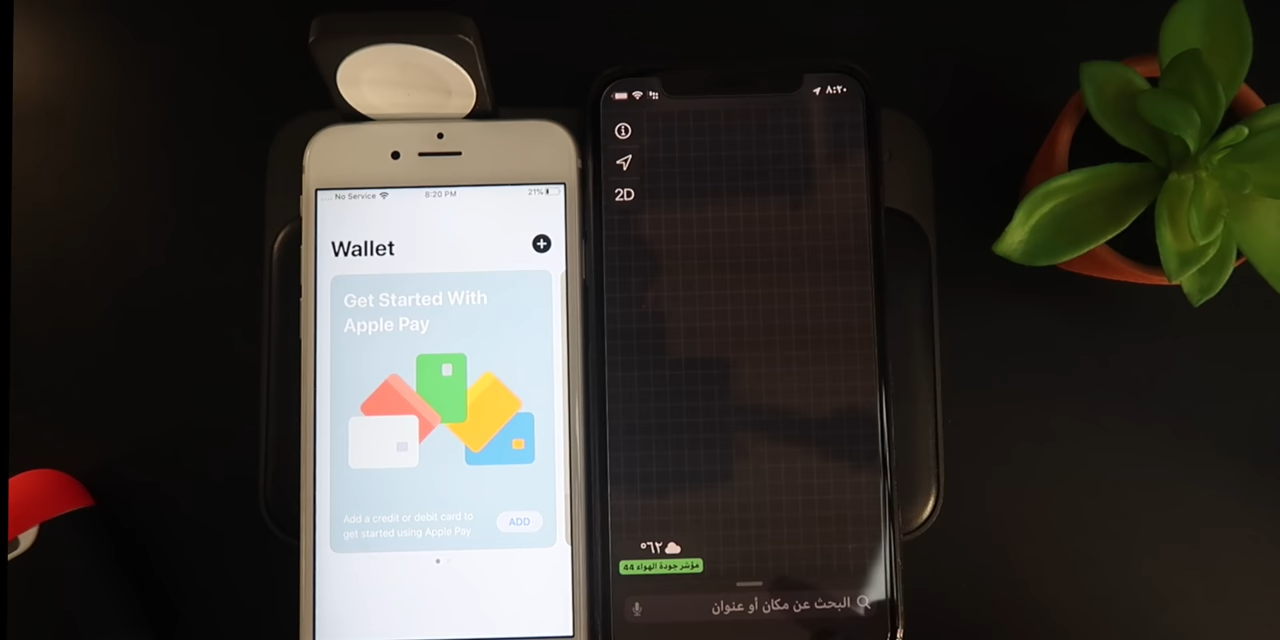 No Service
8:20 PM
21%
Wallet
Get Started With
Apple Pay
Add a credit or debit card to
get started using Apple Pay
ADD
٨:٢٠
2D
٦٢°
مؤشر جودة الهواء 44
البحث عن مكان أو عنوان